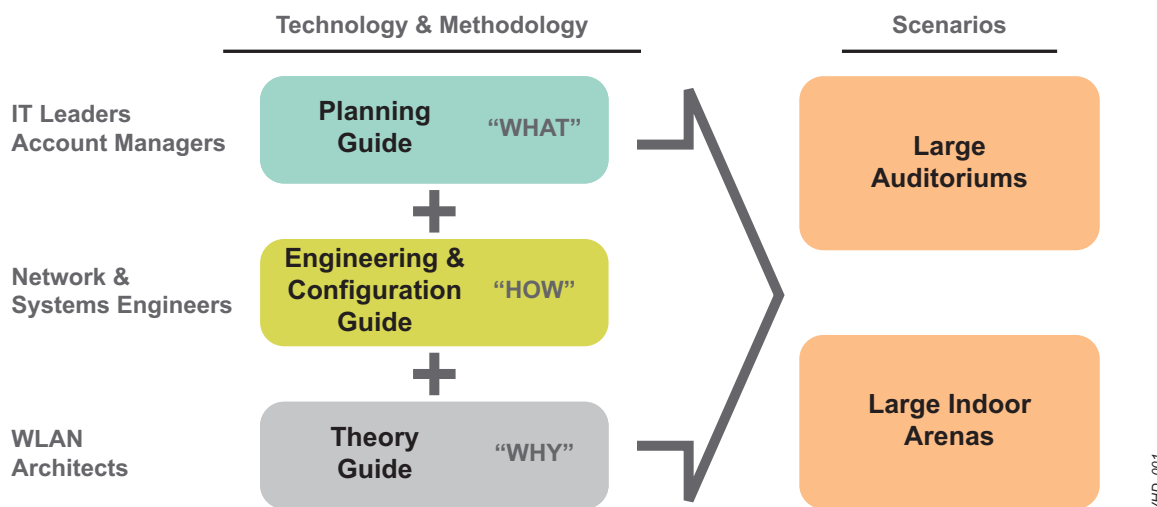 Technology & Methodology
Scenarios
IT Leaders
Account Managers
Planning
Guide
“WHAT”
Large
Auditoriums
Network &
Systems Engineers
Engineering &
Configuration
Guide
“HOW”
WLAN
Architects
Theory
Guide
“WHY”
Large Indoor
Arenas